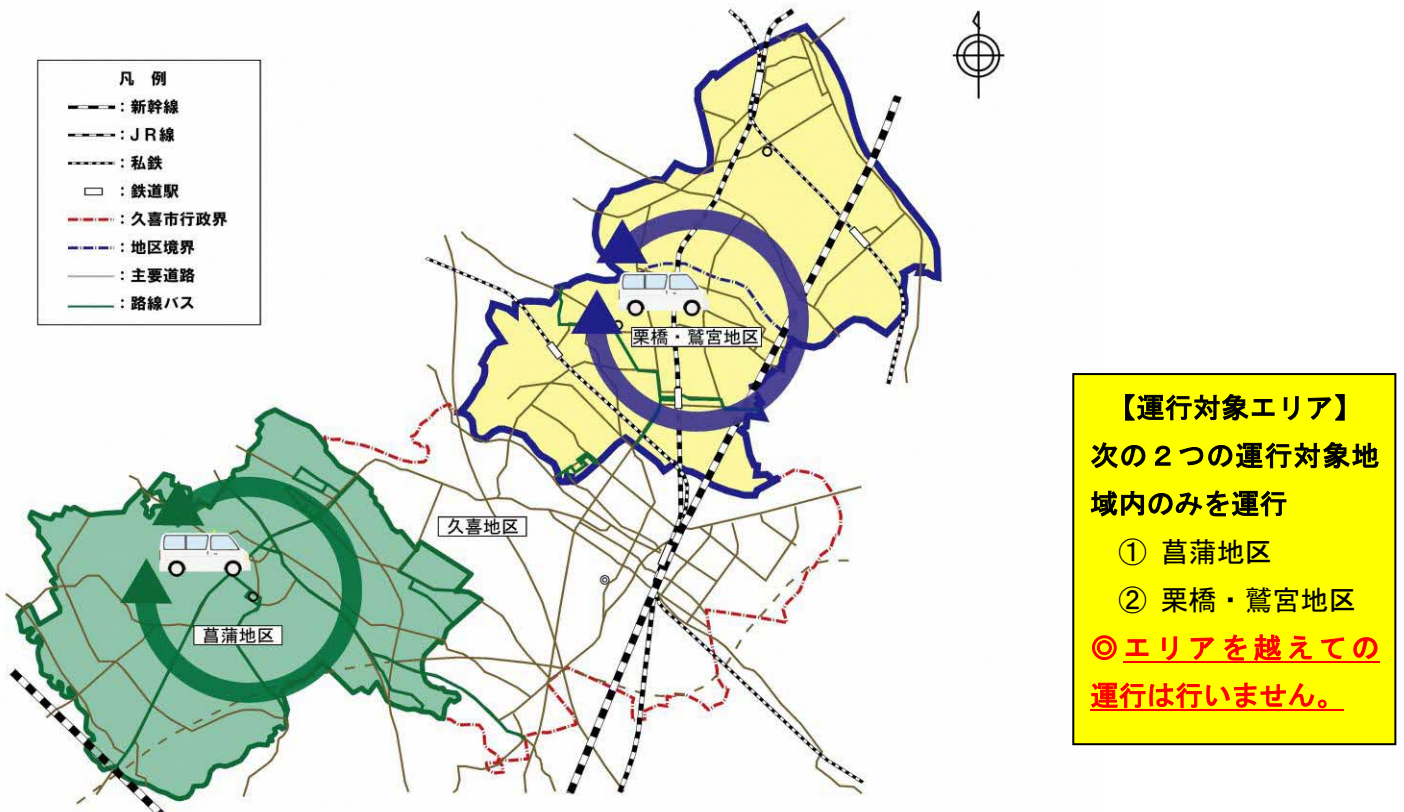 凡 例
：新幹線
：ＪＲ線
：私鉄
：鉄道駅
：久喜市行政界
：地区境界
：主要道路
：路線バス
栗橋・鷲宮地区
久喜地区
菖蒲地区
【運行対象エリア】
次の２つの運行対象地
域内のみを運行
① 菖蒲地区
② 栗橋・鷲宮地区
◎エリアを越えての
運行は行いません。